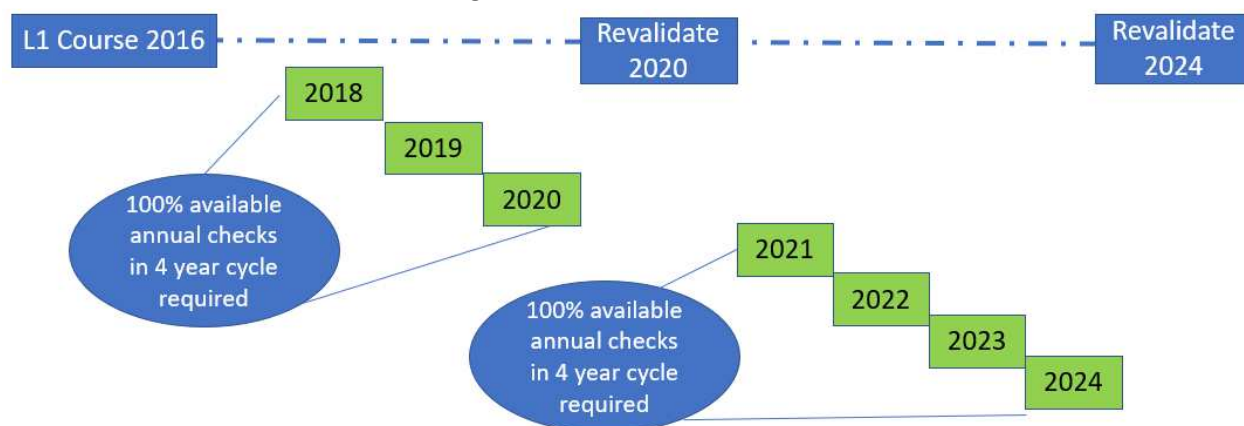 L1 Course 2016
Revalidate
2020
Revalidate
2024
2018
2019
2020
100% available
annual checks
in 4 year cycle
required
2021
2022
2023
2024
100% available
annual checks
in 4 year cycle
required